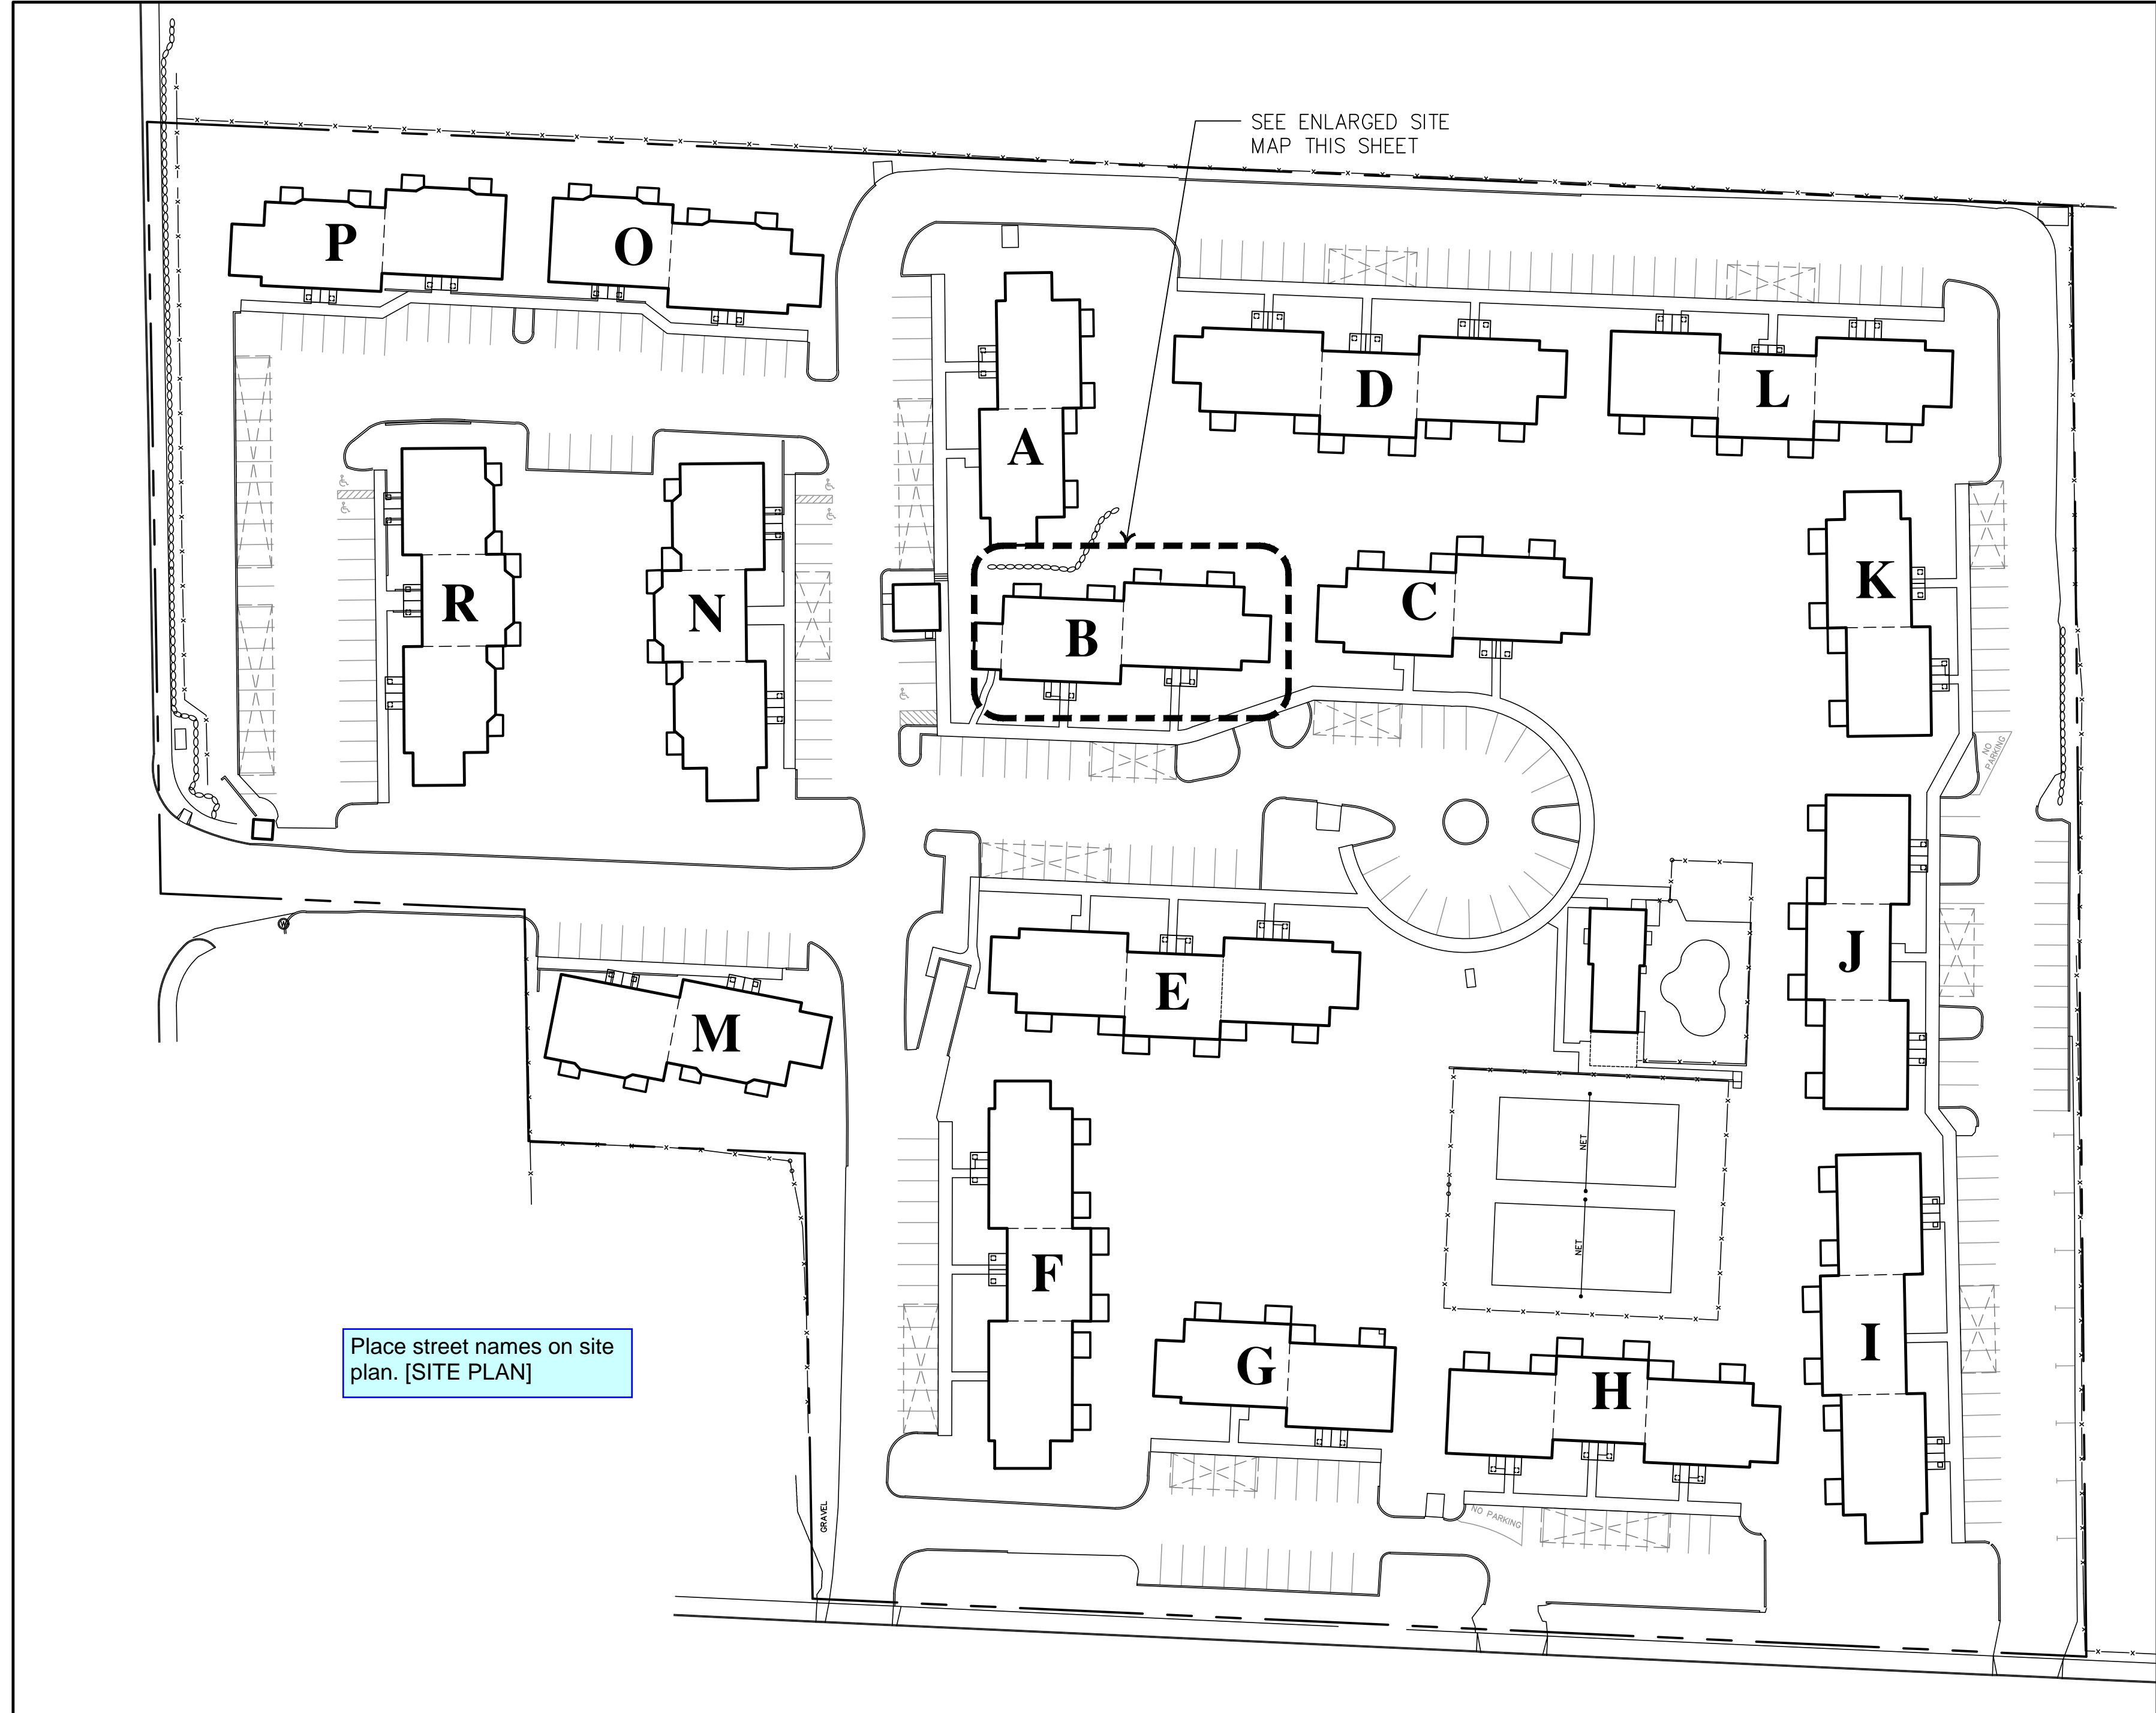 SEE ENLARGED SITE
MAP THIS SHEET
P
O
A
D
L
R
N
B
C
K
NO
PARKING
E
J
M
NET
NET
F
G
H
I
Place street names on site
plan. [SITE PLAN]
GRAVEL
NO PARKING
W